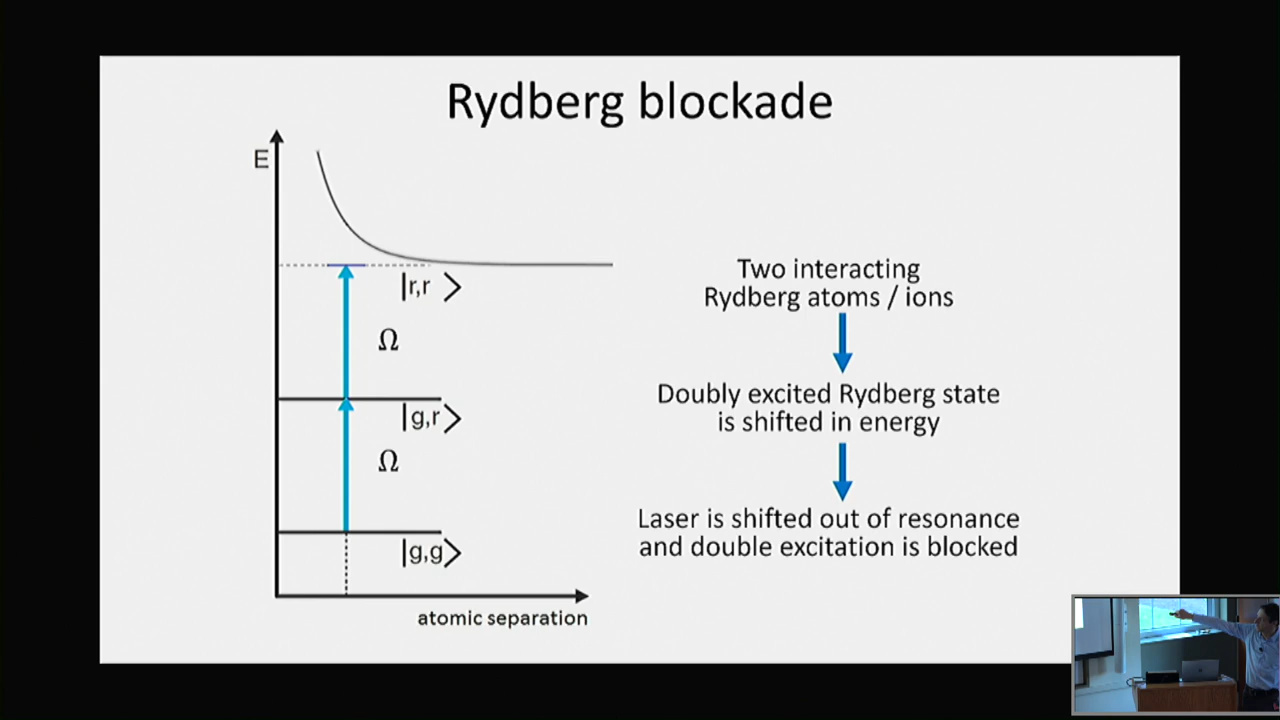 Rydberg blockade
E
|r,r>
Ω
|g,r>
Ω
|g,g>
atomic separation
Two interacting
Rydberg atoms / ions
Doubly excited Rydberg state
is shifted in energy
Laser is shifted out of resonance
and double excitation is blocked